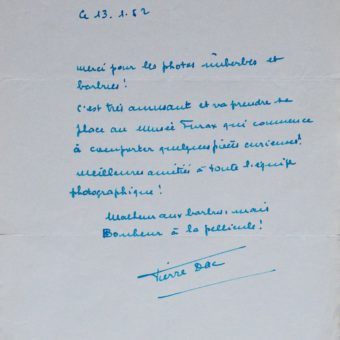 Ce 13.1.52
merci pour les photos imberbes et
barbues!
c'est très amusant et va prendre sa
place au Musée Furax qui commence
à comporter quelques pièces curieuses!
meilleures amitiés à toute l'équipe
photographique!
Malheur aux barbus, mais
Bonheur à la pellicule!
Pierre Dac